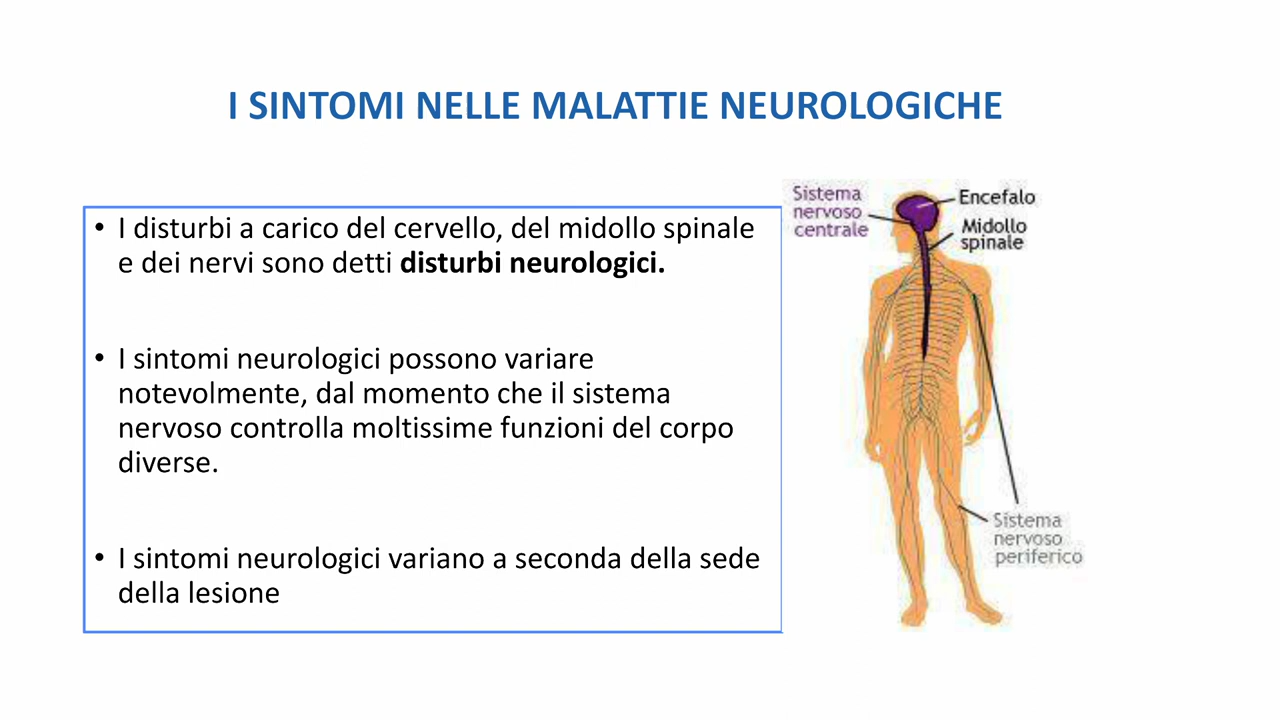 I SINTOMI NELLE MALATTIE NEUROLOGICHE
• I disturbi a carico del cervello, del midollo spinale
e dei nervi sono detti disturbi neurologici.
• I sintomi neurologici possono variare
notevolmente, dal momento che il sistema
nervoso controlla moltissime funzioni del corpo
diverse.
• I sintomi neurologici variano a seconda della sede
della lesione
Sistema
nervoso
centrale
Encefalo
Midollo
spinale
Sistema
nervoso
periferico